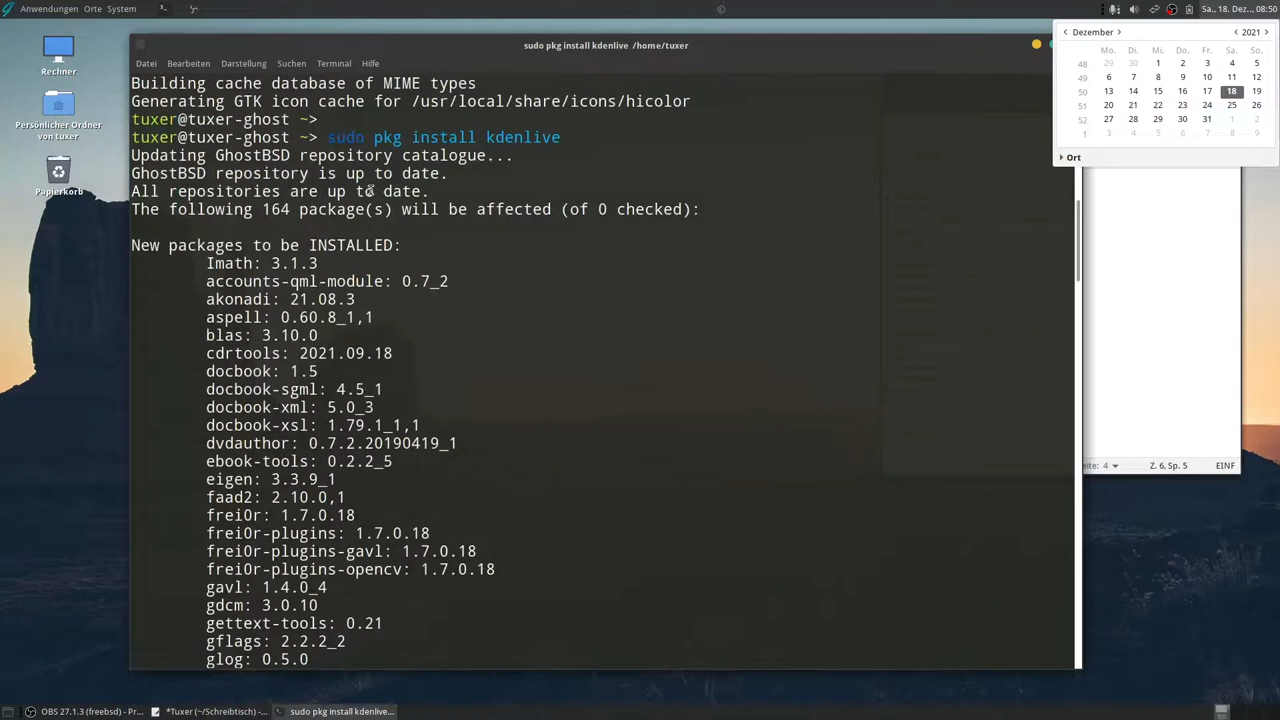 Anwendungen Orte System
Sa., 18. Dez., 08:50
Rechner
Persönlicher Ordner
von tuxer
Papierkorb
sudo pkg install kdenlive /home/tuxer
Datei Bearbeiten Darstellung Suchen Terminal Hilfe
Building cache database of MIME types
Generating GTK icon cache for /usr/local/share/icons/hicolor
tuxer@tuxer-ghost ~>
tuxer@tuxer-ghost ~> sudo pkg install kdenlive
Updating GhostBSD repository catalogue...
GhostBSD repository is up to date.
All repositories are up to date.
The following 164 package(s) will be affected (of 0 checked):
New packages to be INSTALLED:
Imath: 3.1.3
accounts-qml-module: 0.7_2
akonadi: 21.08.3
aspell: 0.60.8_1,1
blas: 3.10.0
cdrtools: 2021.09.18
docbook: 1.5
docbook-sgml: 4.5_1
docbook-xml: 5.0_3
docbook-xsl: 1.79.1_1,1
dvdauthor: 0.7.2.20190419_1
ebook-tools: 0.2.2_5
eigen: 3.3.9_1
faad2: 2.10.0,1
frei0r: 1.7.0.18
frei0r-plugins: 1.7.0.18
frei0r-plugins-gavl: 1.7.0.18
frei0r-plugins-opencv: 1.7.0.18
gavl: 1.4.0_4
gdcm: 3.0.10
gettext-tools: 0.21
gflags: 2.2.2_2
glog: 0.5.0
Dezember 2021
Mo. Di. Mi. Do. Fr. Sa. So.
48 29 30 1 2 3 4 5
49 6 7 8 9 10 11 12
50 13 14 15 16 17 18 19
51 20 21 22 23 24 25 26
52 27 28 29 30 31 1 2
1 3 4 5 6 7 8 9
Ort
eite: 4 Z. 6, Sp. 5 EINF
OBS 27.1.3 (freebsd) - Pr... *Tuxer (~/Schreibtisch) -... sudo pkg install kdenlive...